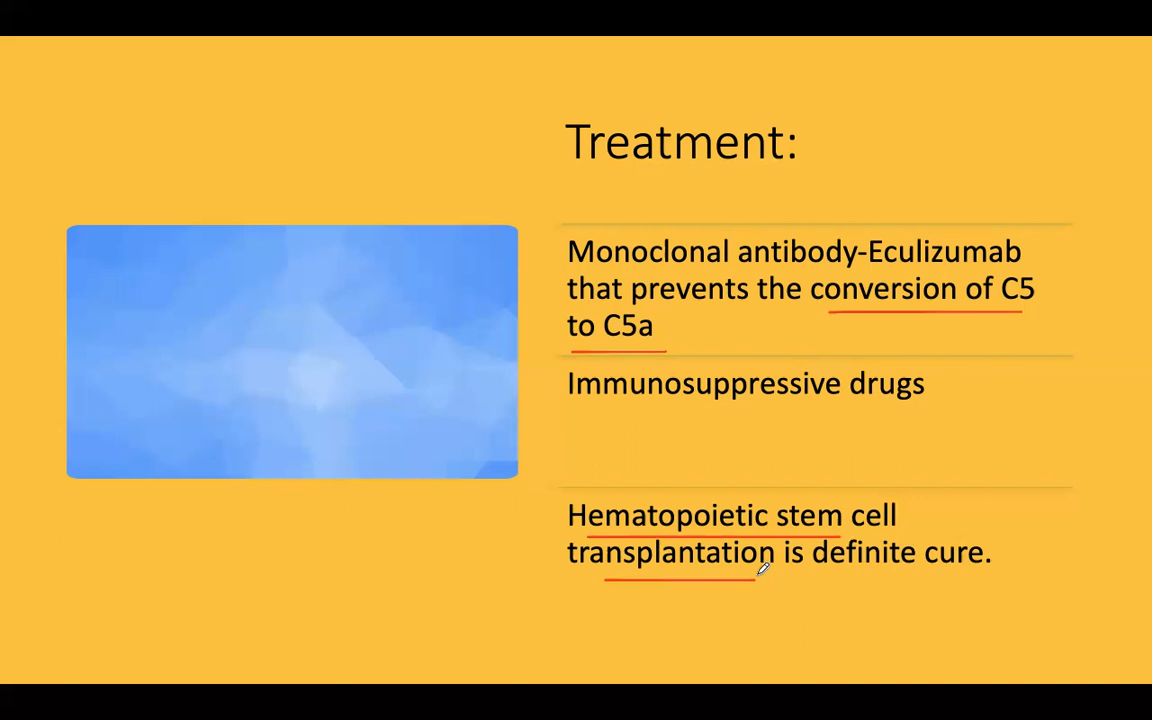 Treatment:
Monoclonal antibody-Eculizumab
that prevents the conversion of C5
to C5a
Immunosuppressive drugs
Hematopoietic stem cell
transplantation is definite cure.